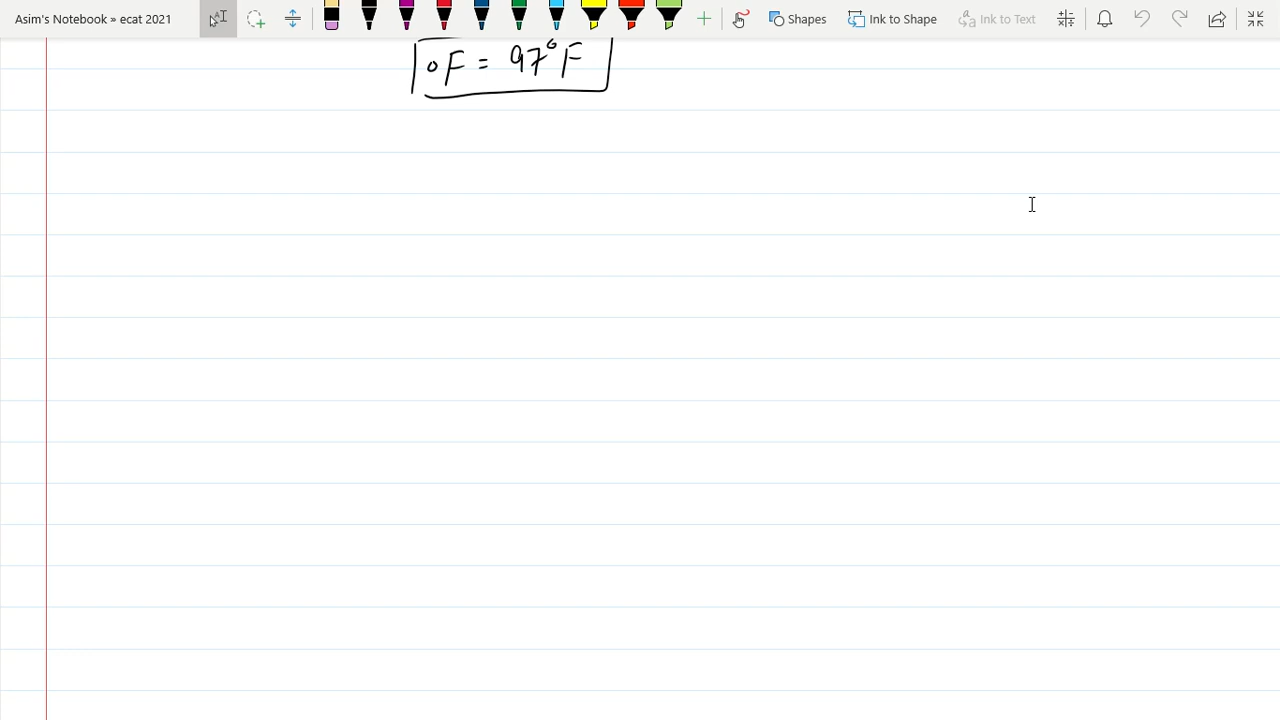 Asim's Notebook » ecat 2021
Shapes
Ink to Shape
Ink to Text
°F = 97°F